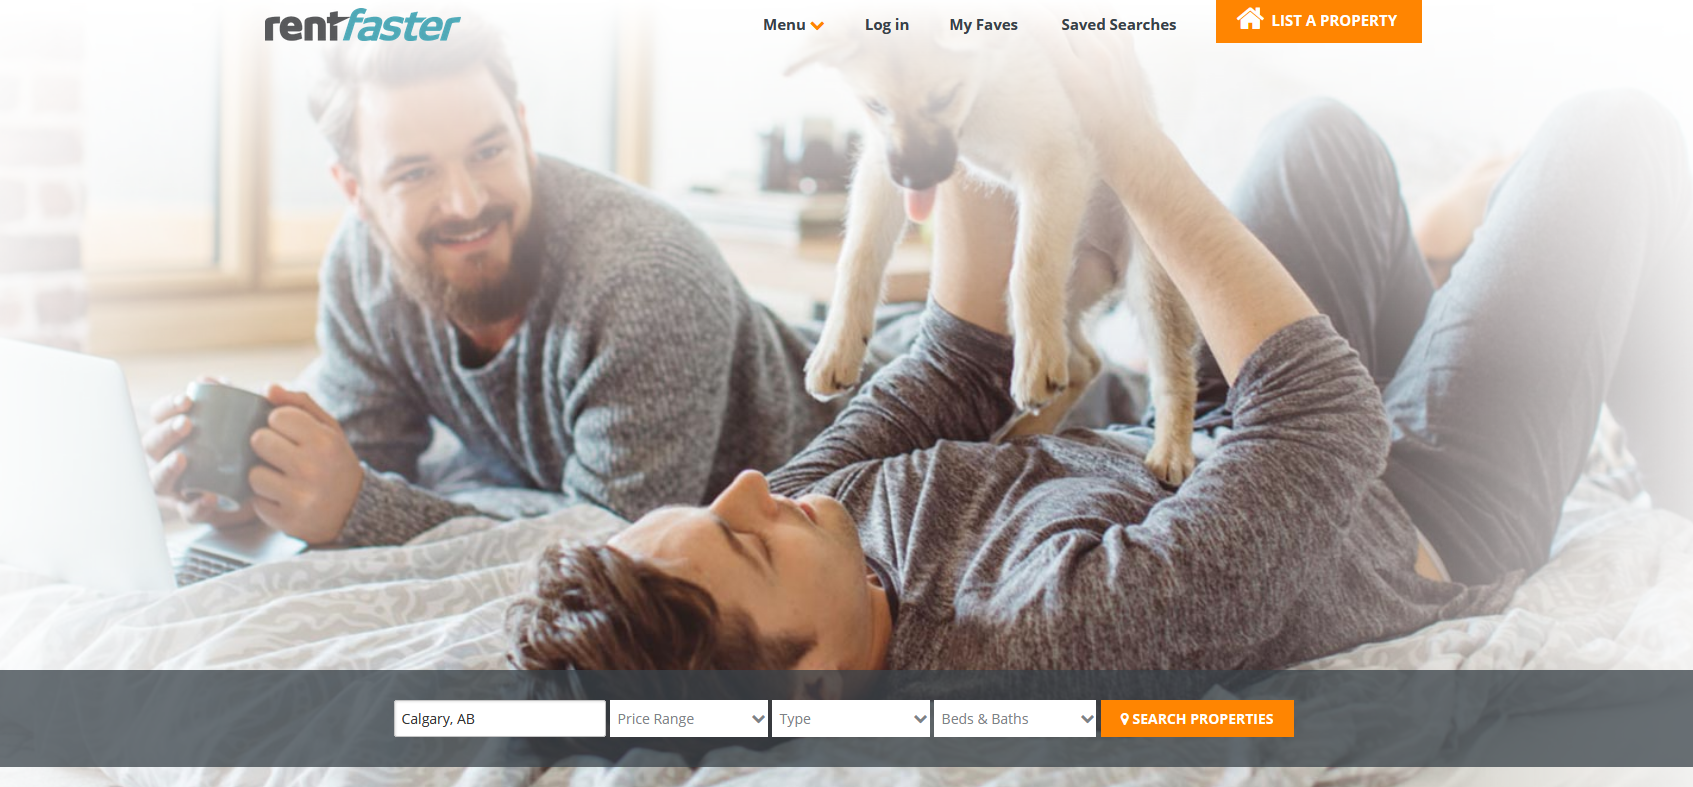 rentfaster
Menu
Log in
My Faves
Saved Searches
LIST A PROPERTY
Calgary, AB
Price Range
Type
Beds & Baths
SEARCH PROPERTIES